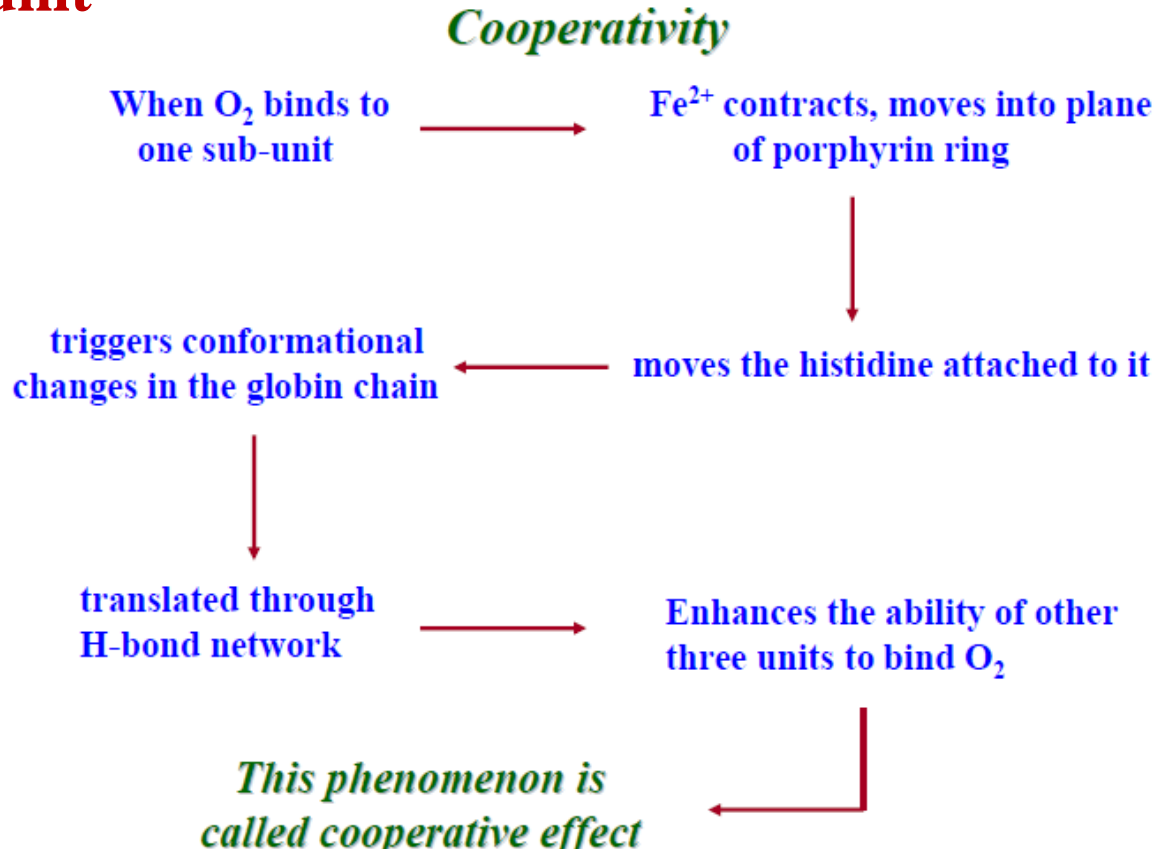 Cooperativity
When O₂ binds to
one sub-unit
Fe²⁺ contracts, moves into plane
of porphyrin ring
moves the histidine attached to it
triggers conformational
changes in the globin chain
translated through
H-bond network
Enhances the ability of other
three units to bind O₂
This phenomenon is
called cooperative effect